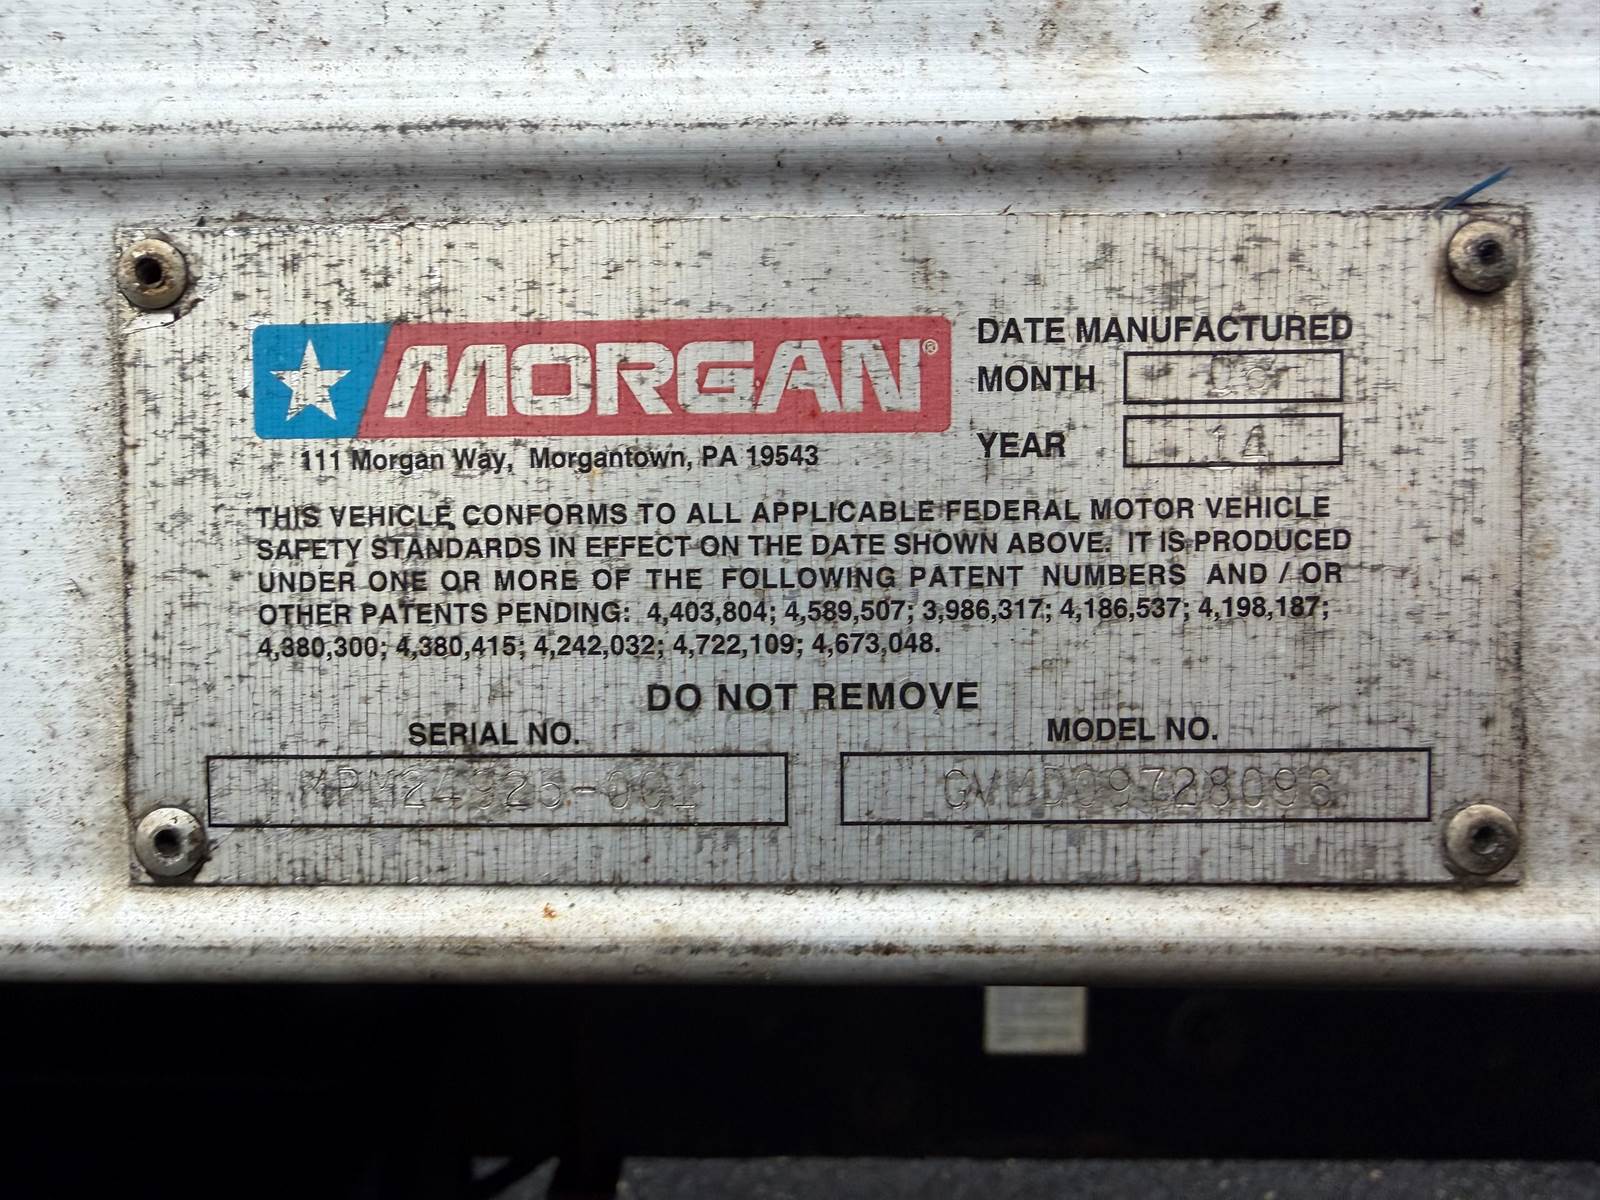 MORGAN®
111 Morgan Way, Morgantown, PA 19543
DATE MANUFACTURED
MONTH
YEAR 14
THIS VEHICLE CONFORMS TO ALL APPLICABLE FEDERAL MOTOR VEHICLE
SAFETY STANDARDS IN EFFECT ON THE DATE SHOWN ABOVE. IT IS PRODUCED
UNDER ONE OR MORE OF THE FOLLOWING PATENT NUMBERS AND / OR
OTHER PATENTS PENDING: 4,403,804; 4,589,507; 3,986,317; 4,186,537; 4,198,187;
4,380,300; 4,380,415; 4,242,032; 4,722,109; 4,673,048.
DO NOT REMOVE
SERIAL NO.
MODEL NO.